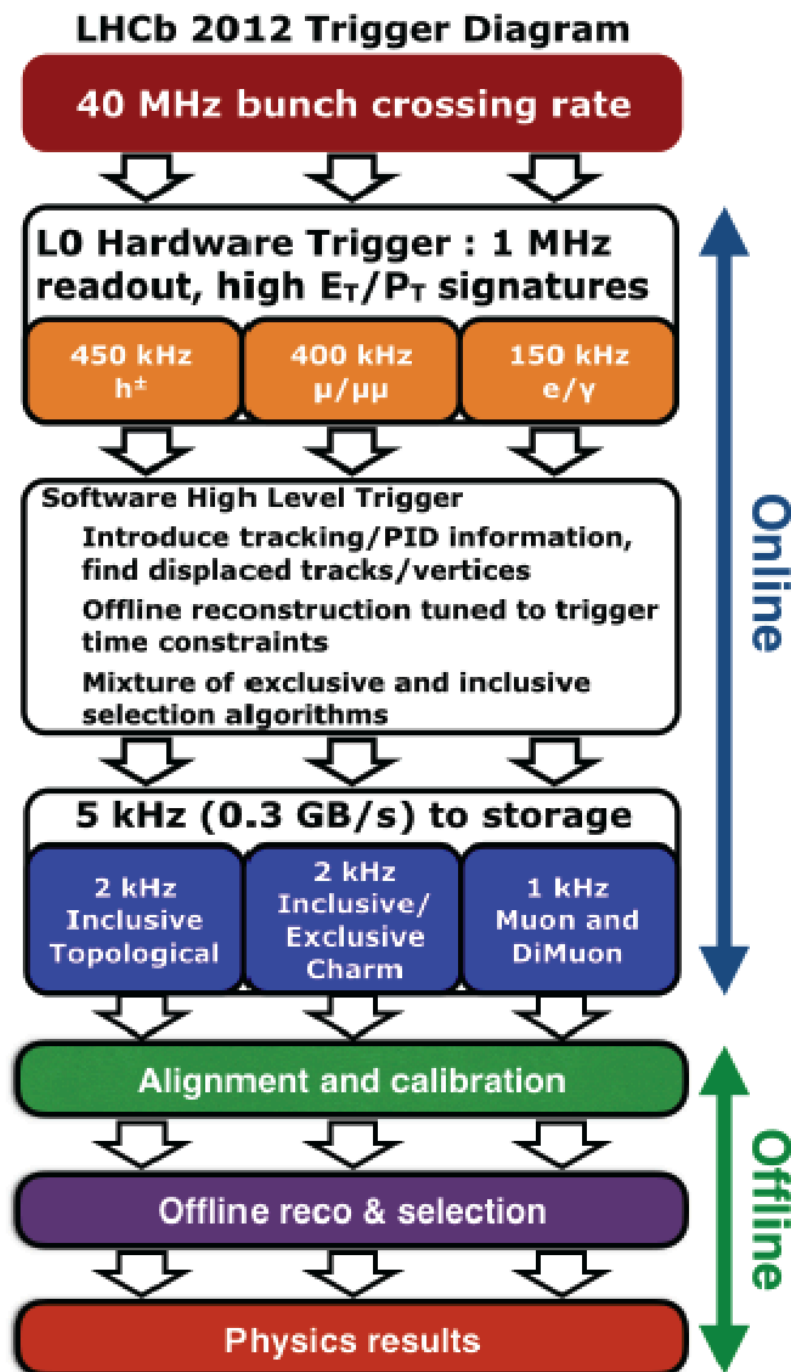 LHCb 2012 Trigger Diagram
40 MHz bunch crossing rate
L0 Hardware Trigger : 1 MHz
readout, high Eᴛ/Pᴛ signatures
450 kHz
h±
400 kHz
µ/µµ
150 kHz
e/γ
Software High Level Trigger
Introduce tracking/PID information,
find displaced tracks/vertices
Offline reconstruction tuned to trigger
time constraints
Mixture of exclusive and inclusive
selection algorithms
5 kHz (0.3 GB/s) to storage
2 kHz
Inclusive
Topological
2 kHz
Inclusive/
Exclusive
Charm
1 kHz
Muon and
DiMuon
Online
Alignment and calibration
Offline reco & selection
Physics results
Offline